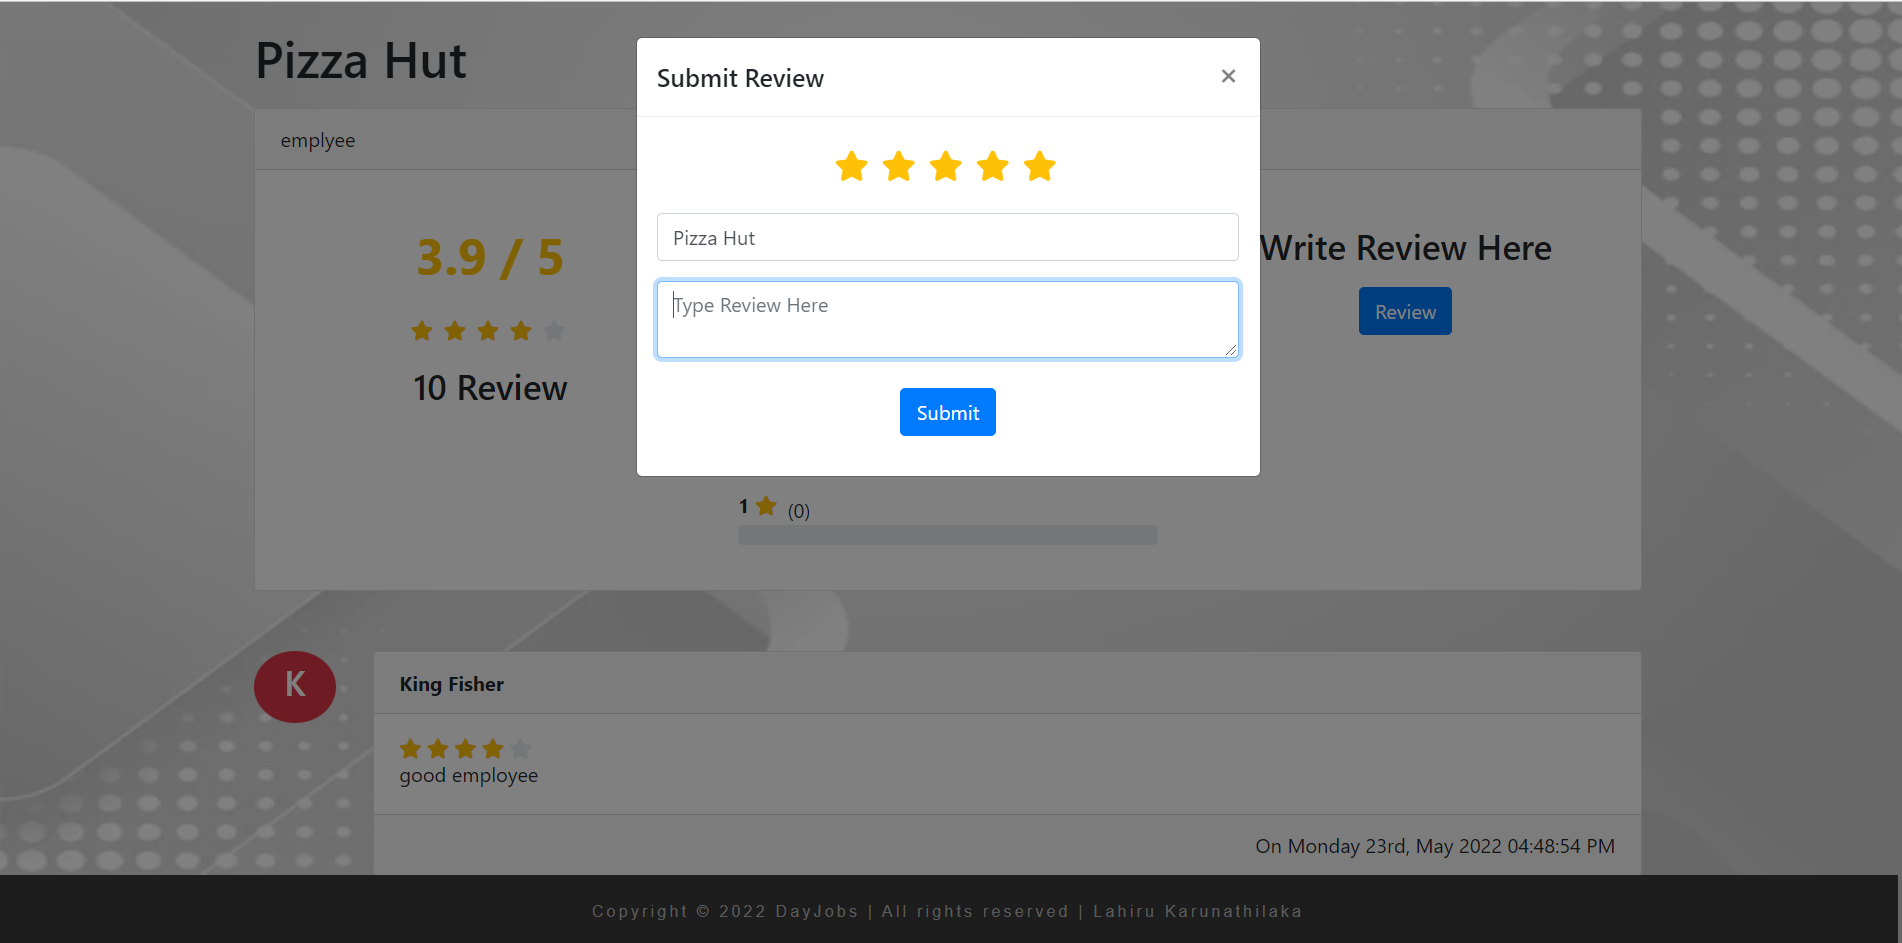 Pizza Hut
Submit Review
×
emplyee
Pizza Hut
3.9 / 5
Write Review Here
Type Review Here
Review
10 Review
Submit
1 (0)
K
King Fisher
good employee
On Monday 23rd, May 2022 04:48:54 PM
Copyright © 2022 DayJobs | All rights reserved | Lahiru Karunathilaka